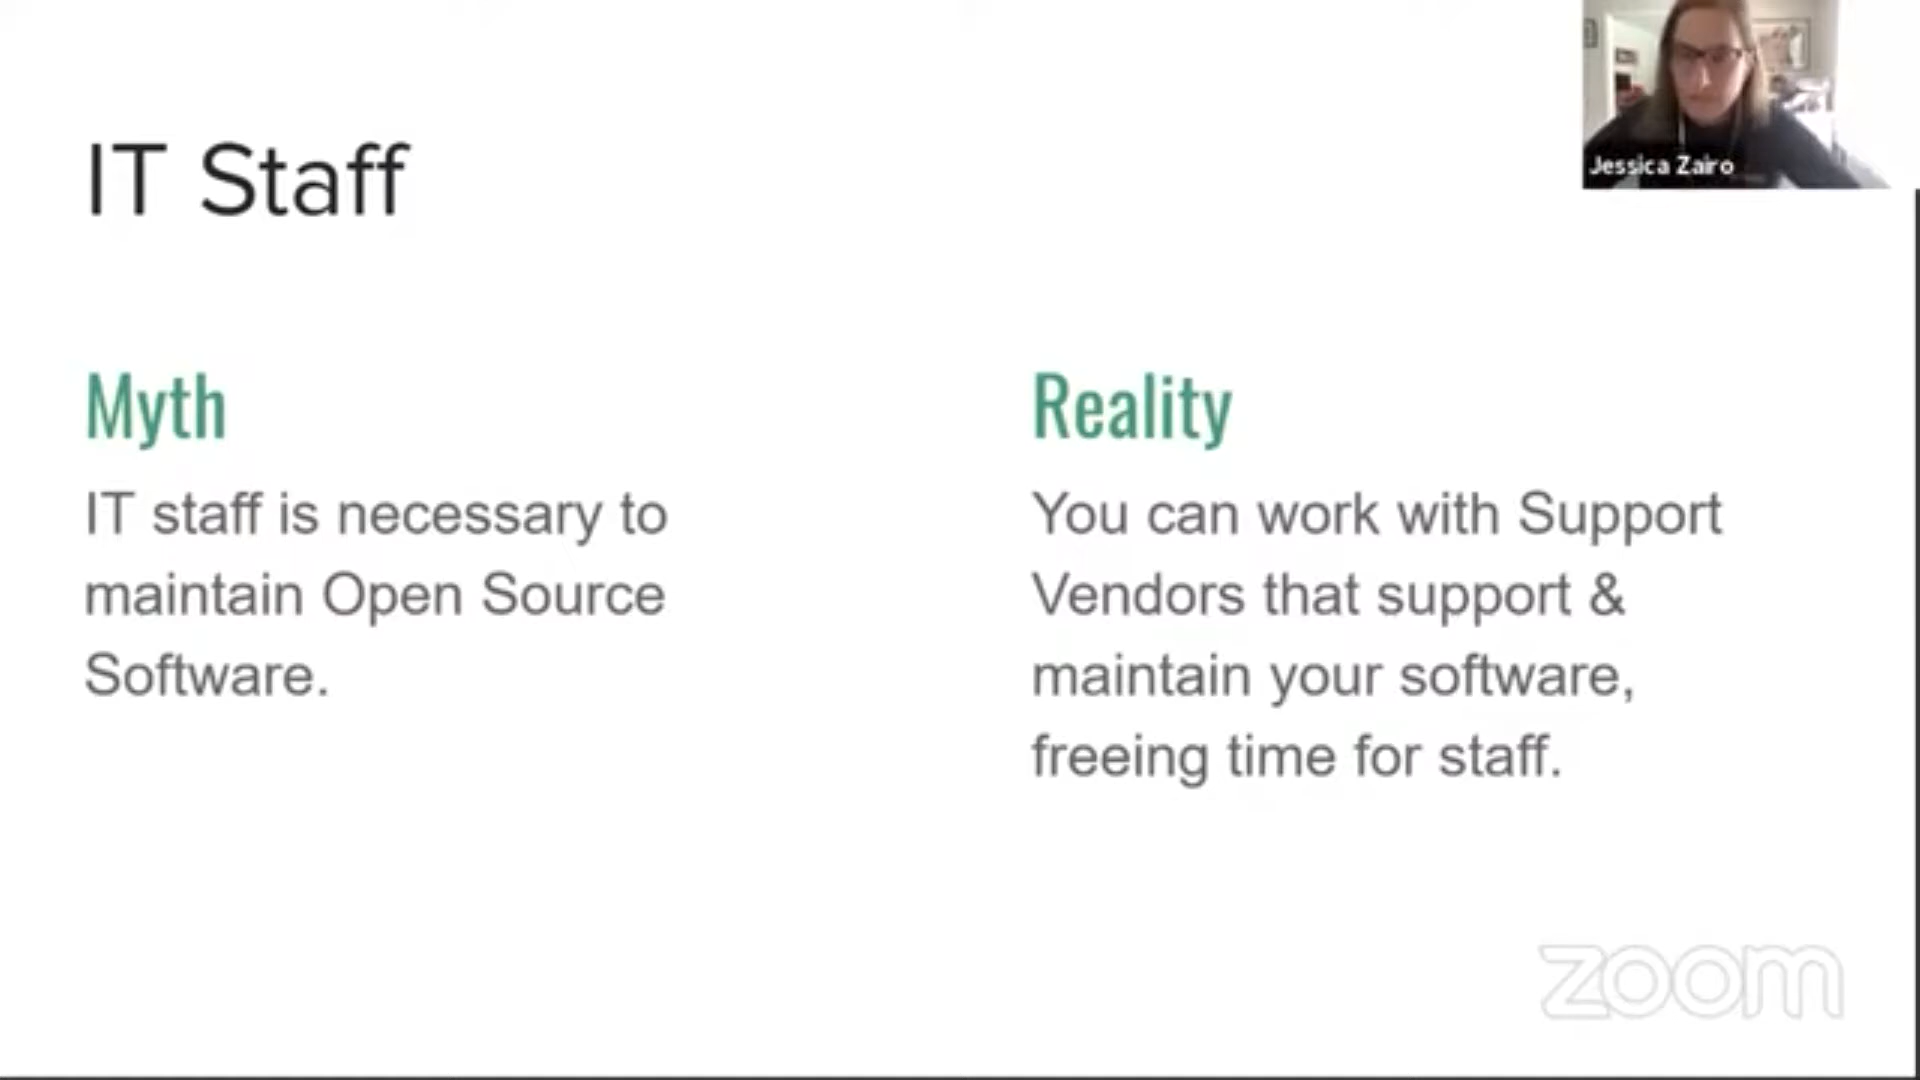 IT Staff
Jessica Zairo
Myth
IT staff is necessary to
maintain Open Source
Software.
Reality
You can work with Support
Vendors that support &
maintain your software,
freeing time for staff.
zoom